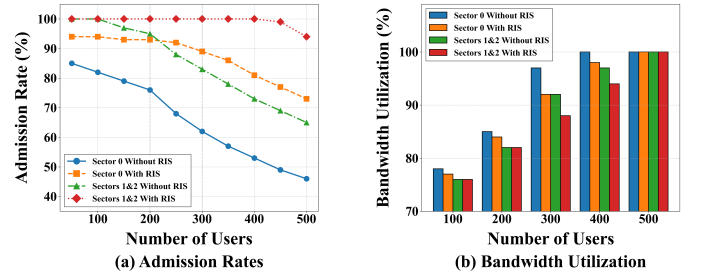 Admission Rate (%)
100
90
80
70
60
50
40
Sector 0 Without RIS
Sector 0 With RIS
Sectors 1&2 Without RIS
Sectors 1&2 With RIS
100 200 300 400 500
Number of Users
(a) Admission Rates
Bandwidth Utilization (%)
100
90
80
70
Sector 0 Without RIS
Sector 0 With RIS
Sectors 1&2 Without RIS
Sectors 1&2 With RIS
100 200 300 400 500
Number of Users
(b) Bandwidth Utilization